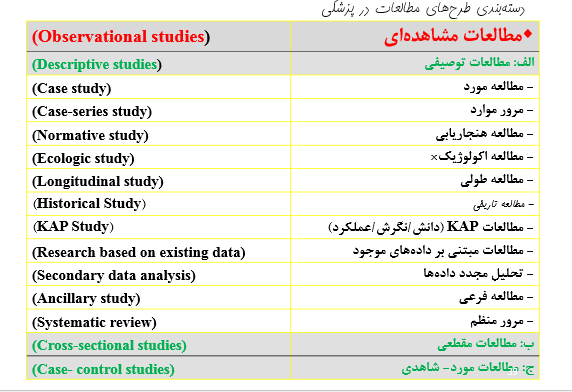 دسته‌بندی طرح‌های مطالعات در پزشکی
♦مطالعات مشاهده‌ای (Observational studies)
الف: مطالعات توصیفی (Descriptive studies)
- مطالعه مورد (Case study)
- مرور موارد (Case-series study)
- مطالعه هنجاریابی (Normative study)
- مطالعه اکولوژیک× (Ecologic study)
- مطالعه طولی (Longitudinal study)
- مطالعه تاریخی (Historical Study)
- مطالعات KAP (دانش/نگرش/عملکرد) (KAP Study)
- مطالعات مبتنی بر داده‌های موجود (Research based on existing data)
- تحلیل مجدد داده‌ها (Secondary data analysis)
- مطالعه فرعی (Ancillary study)
- مرور منظم (Systematic review)
ب: مطالعات مقطعی (Cross-sectional studies)
ج: مطالعات مورد- شاهدی (Case- control studies)